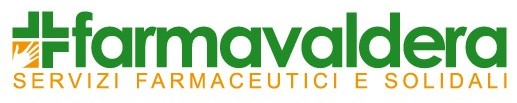 farmavaldera
SERVIZI FARMACEUTICI E SOLIDALI